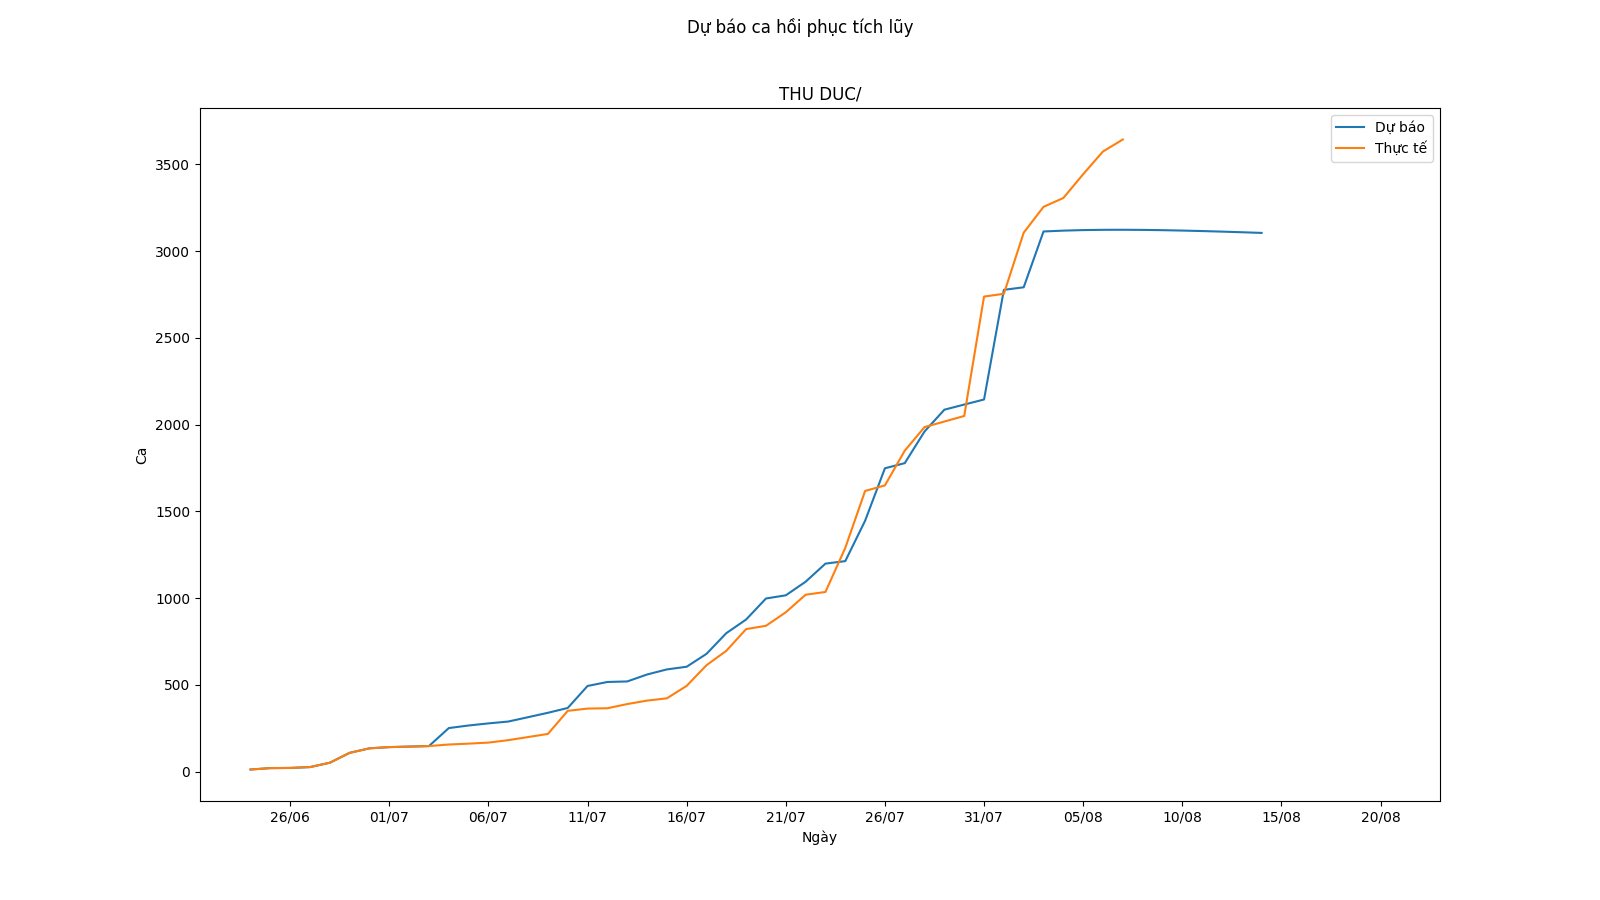 Dự báo ca hồi phục tích lũy
THU DUC/
Dự báo
Thực tế
3500
3000
2500
2000
1500
1000
500
0
Ca
26/06 01/07 06/07 11/07 16/07 21/07 26/07 31/07 05/08 10/08 15/08 20/08
Ngày